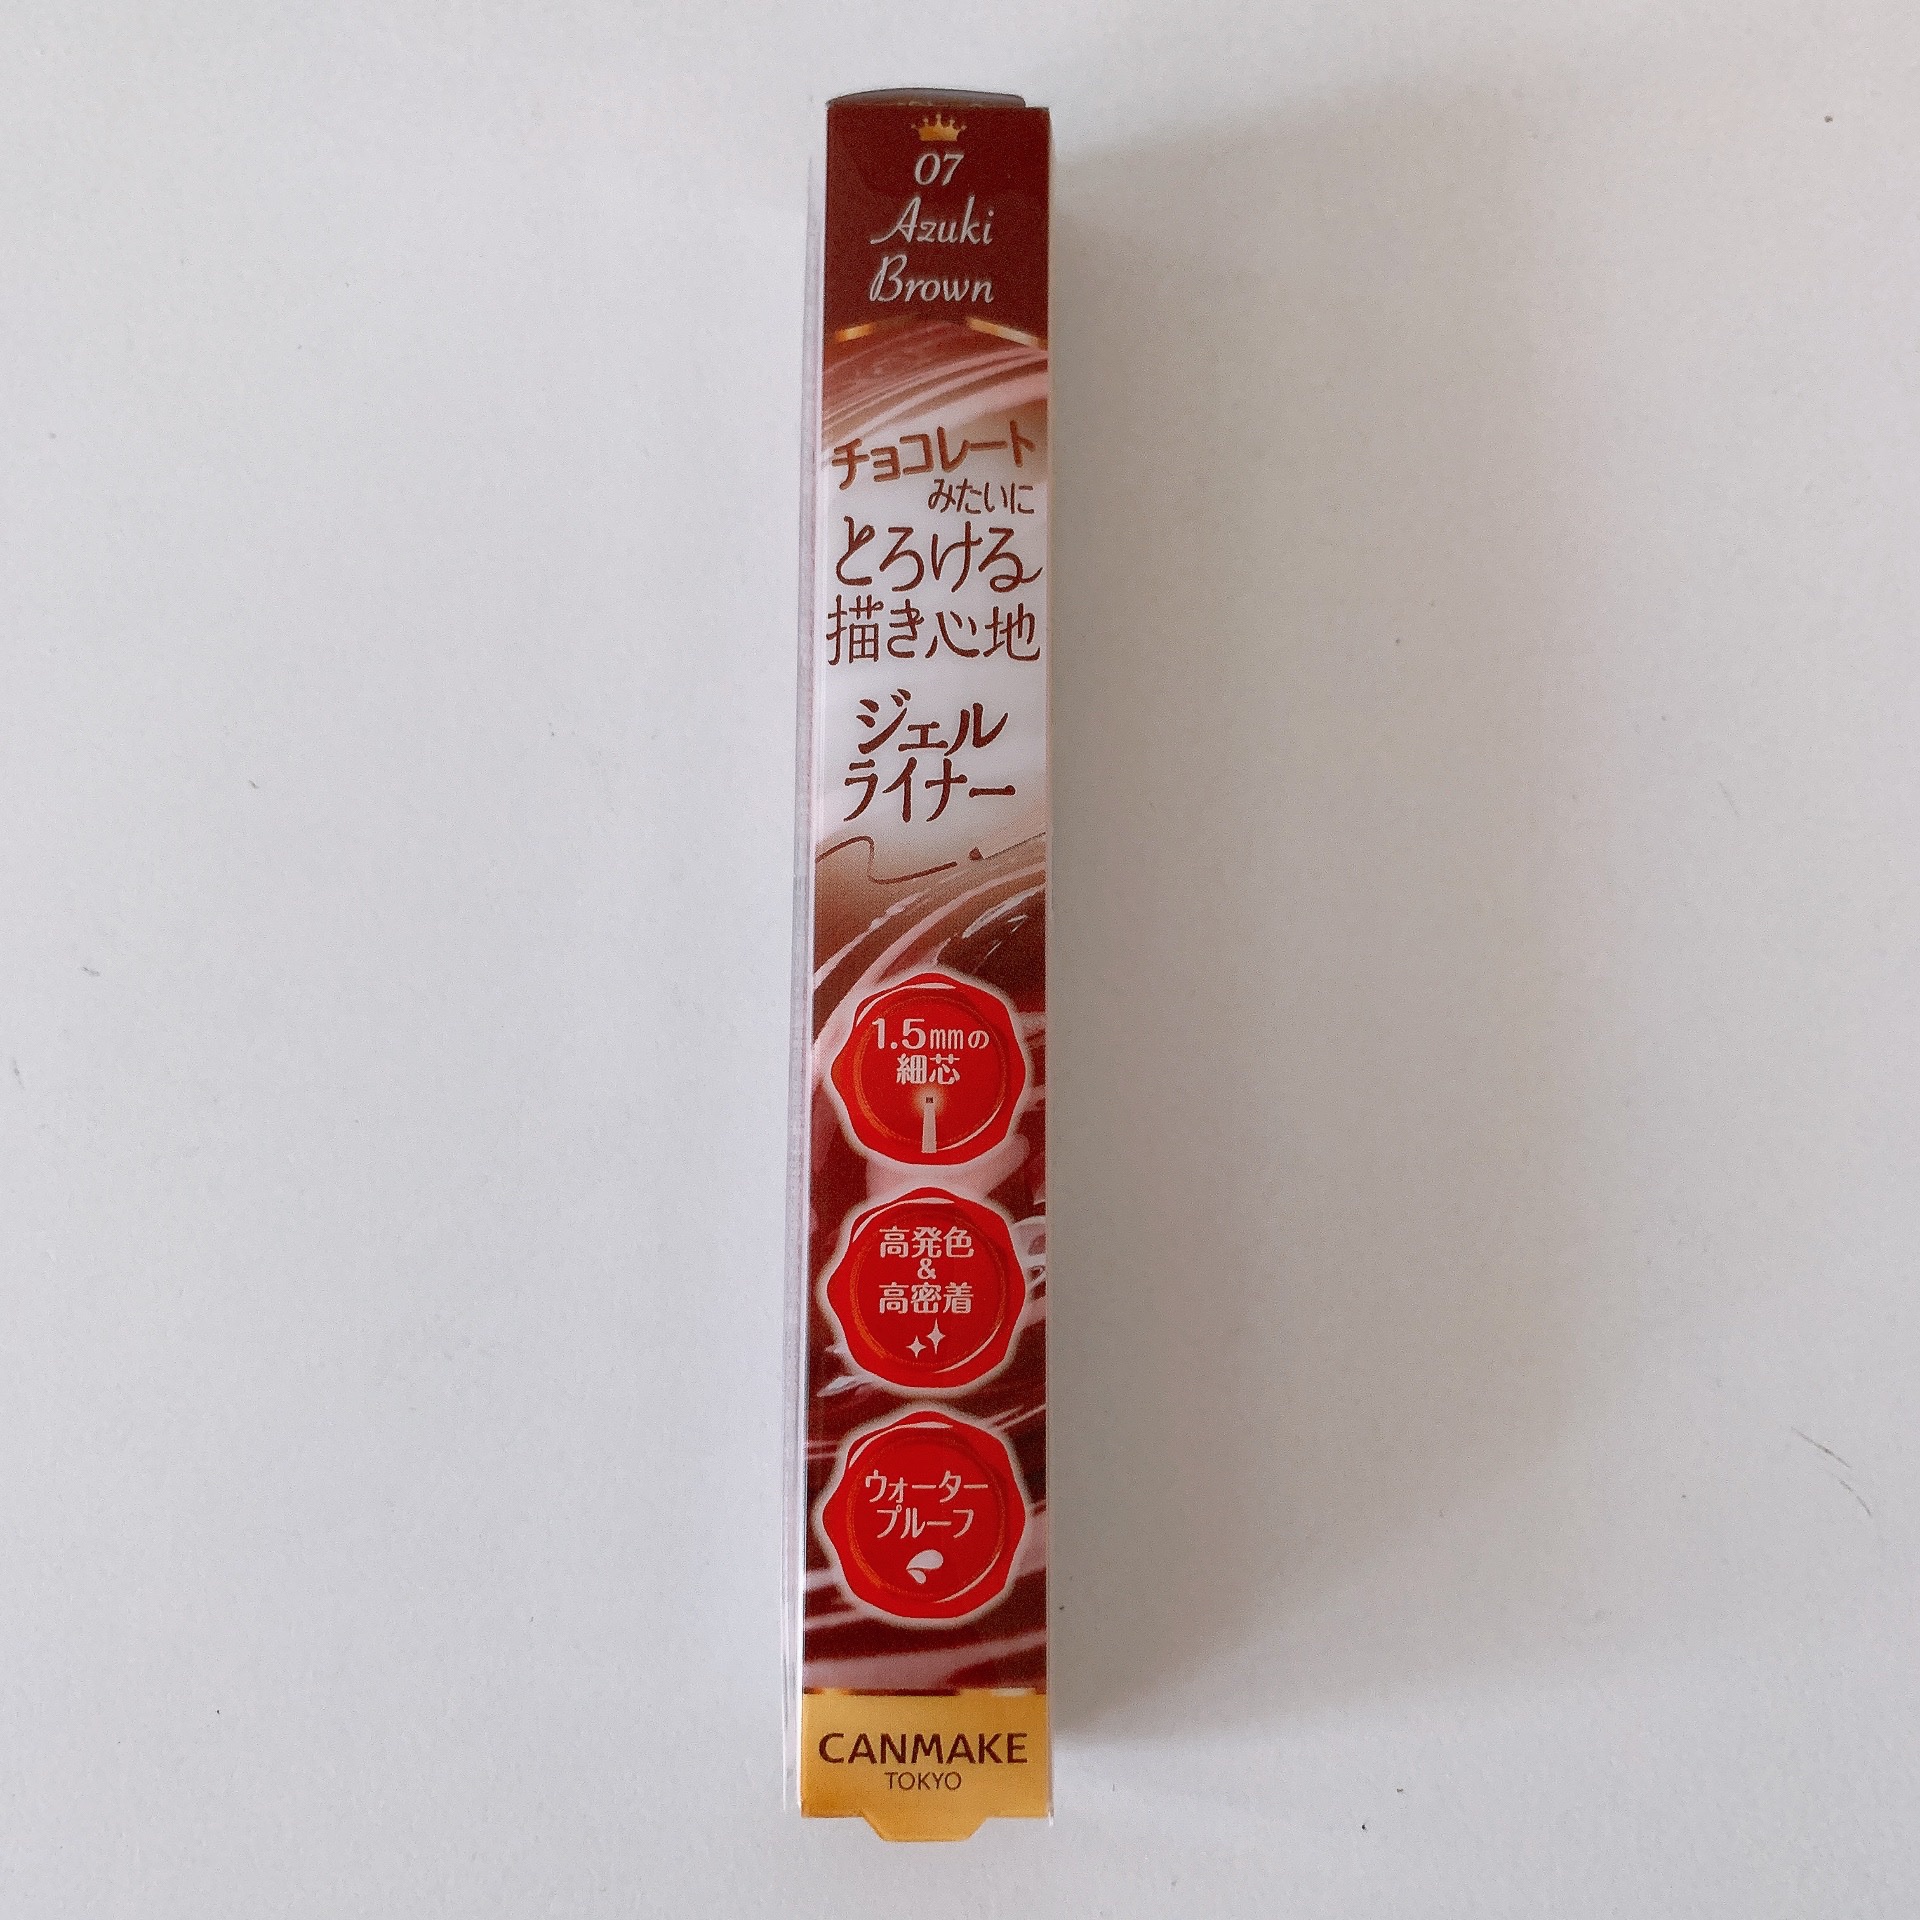 07
Azuki
Brown
チョコレート
みたいに
とろける
描き心地
ジェル
ライナー
1.5mmの
細芯
高発色
&
高密着
ウォーター
プルーフ
CANMAKE
TOKYO